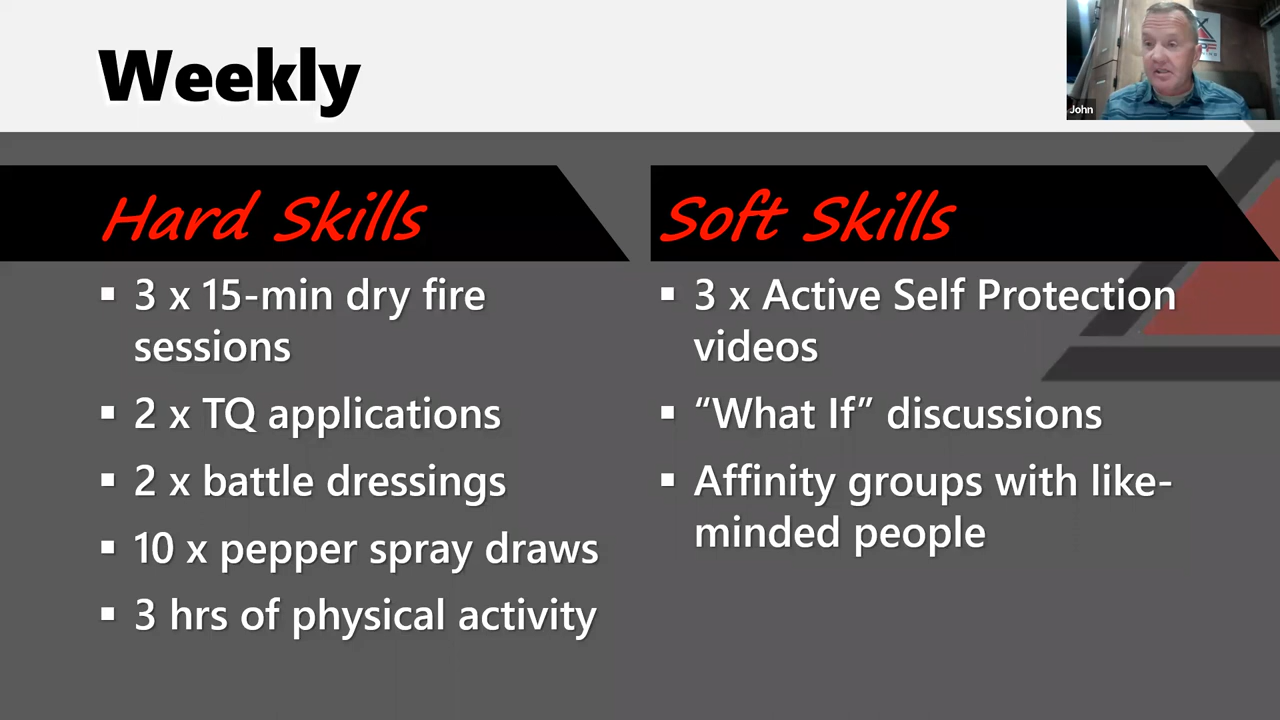 Weekly
John
Hard Skills
▪ 3 x 15-min dry fire
sessions
▪ 2 x TQ applications
▪ 2 x battle dressings
▪ 10 x pepper spray draws
▪ 3 hrs of physical activity
Soft Skills
▪ 3 x Active Self Protection
videos
▪ “What If” discussions
▪ Affinity groups with like-
minded people